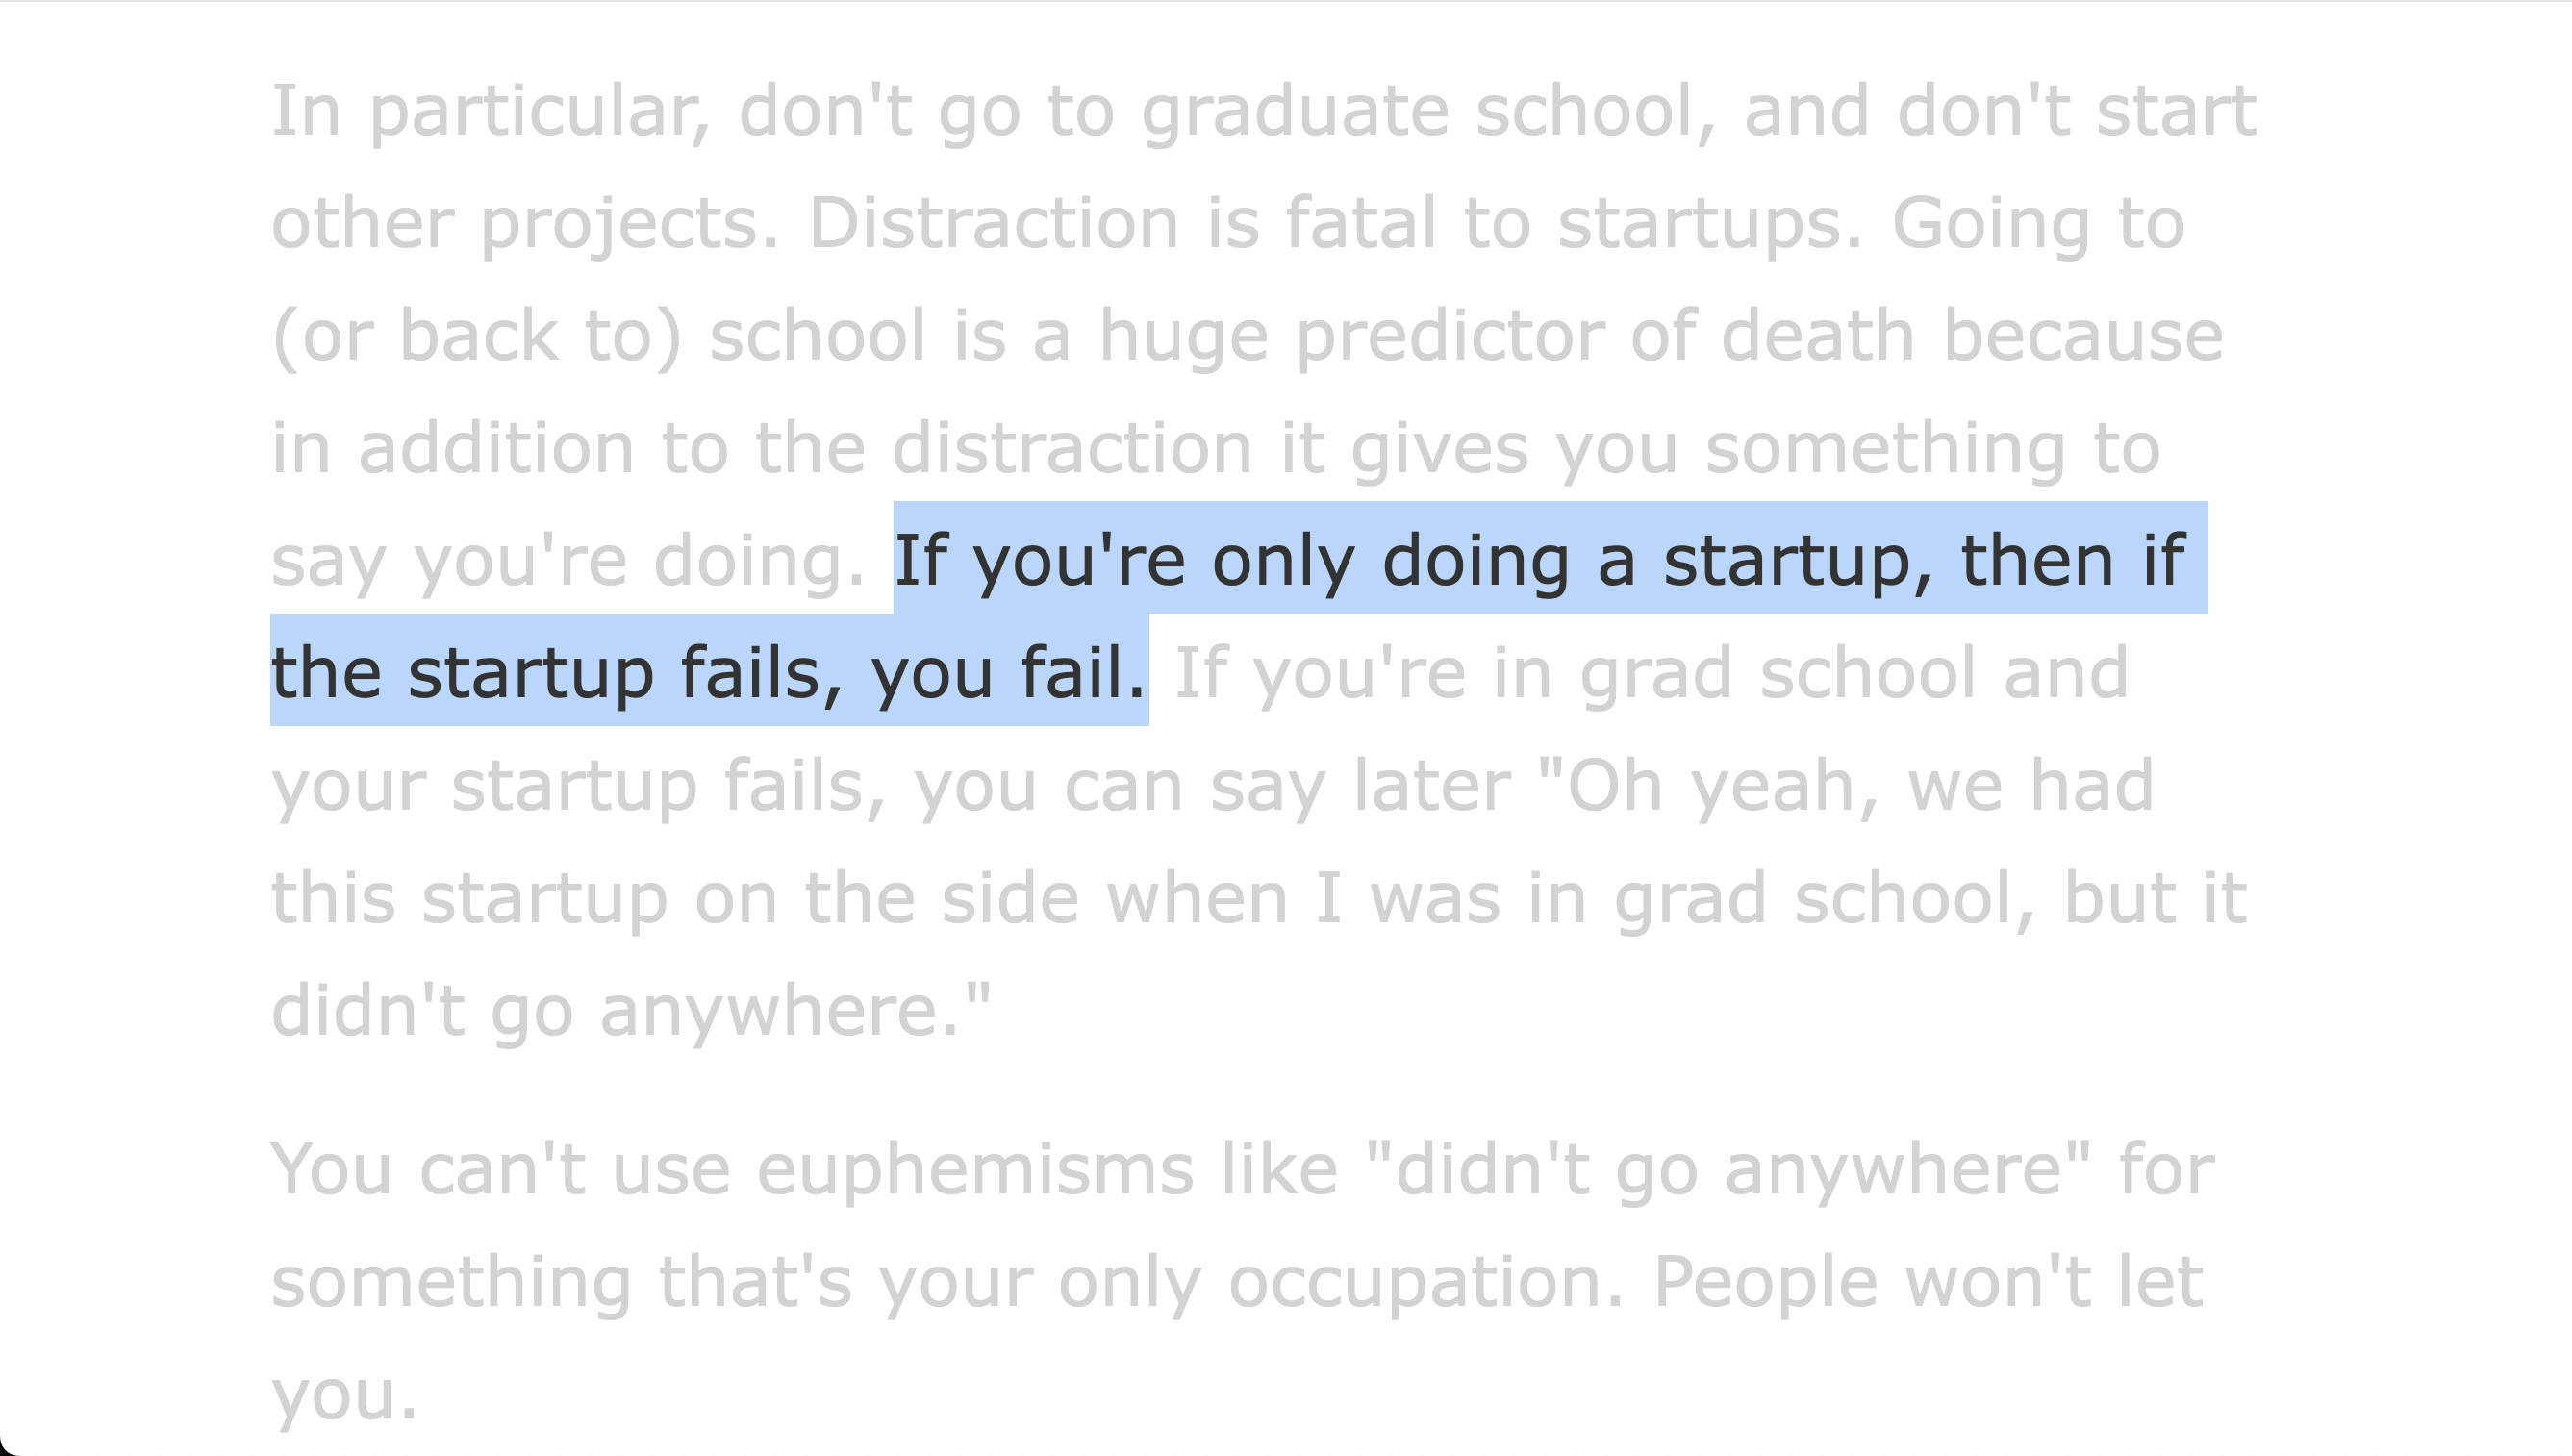 In particular, don't go to graduate school, and don't start
other projects. Distraction is fatal to startups. Going to
(or back to) school is a huge predictor of death because
in addition to the distraction it gives you something to
say you're doing. If you're only doing a startup, then if
the startup fails, you fail. If you're in grad school and
your startup fails, you can say later "Oh yeah, we had
this startup on the side when I was in grad school, but it
didn't go anywhere."
You can't use euphemisms like "didn't go anywhere" for
something that's your only occupation. People won't let
you.